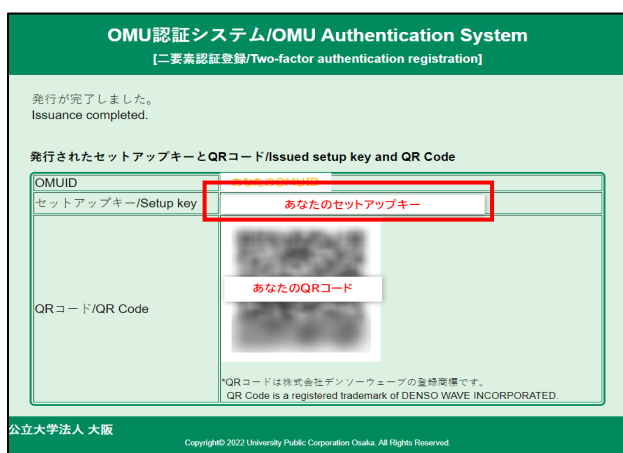 OMU認証システム/OMU Authentication System
[二要素認証登録/Two-factor authentication registration]
発行が完了しました。
Issuance completed.
発行されたセットアップキーとQRコード/Issued setup key and QR Code
OMUID
あなたのOMUID
セットアップキー/Setup key
あなたのセットアップキー
あなたのQRコード
QRコード/QR Code
*QRコードは株式会社デンソーウェーブの登録商標です。
QR Code is a registered trademark of DENSO WAVE INCORPORATED.
公立大学法人 大阪
Copyright© 2022 University Public Corporation Osaka. All Rights Reserved.